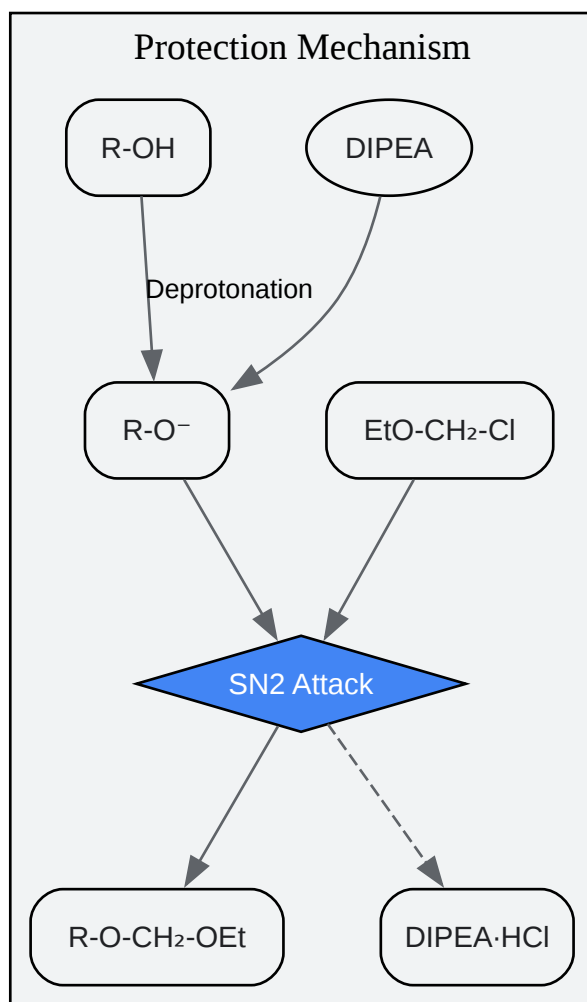 Protection Mechanism
R-OH
DIPEA
Deprotonation
R-O⁻
EtO-CH₂-Cl
SN2 Attack
R-O-CH₂-OEt
DIPEA·HCl